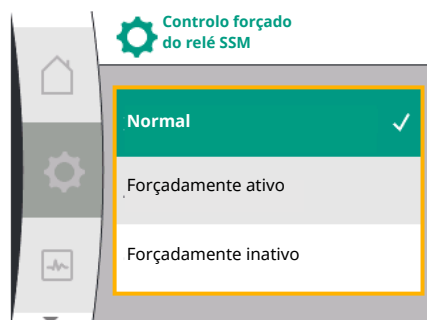 Controlo forçado
do relé SSM
Normal
Forçadamente ativo
Forçadamente inativo